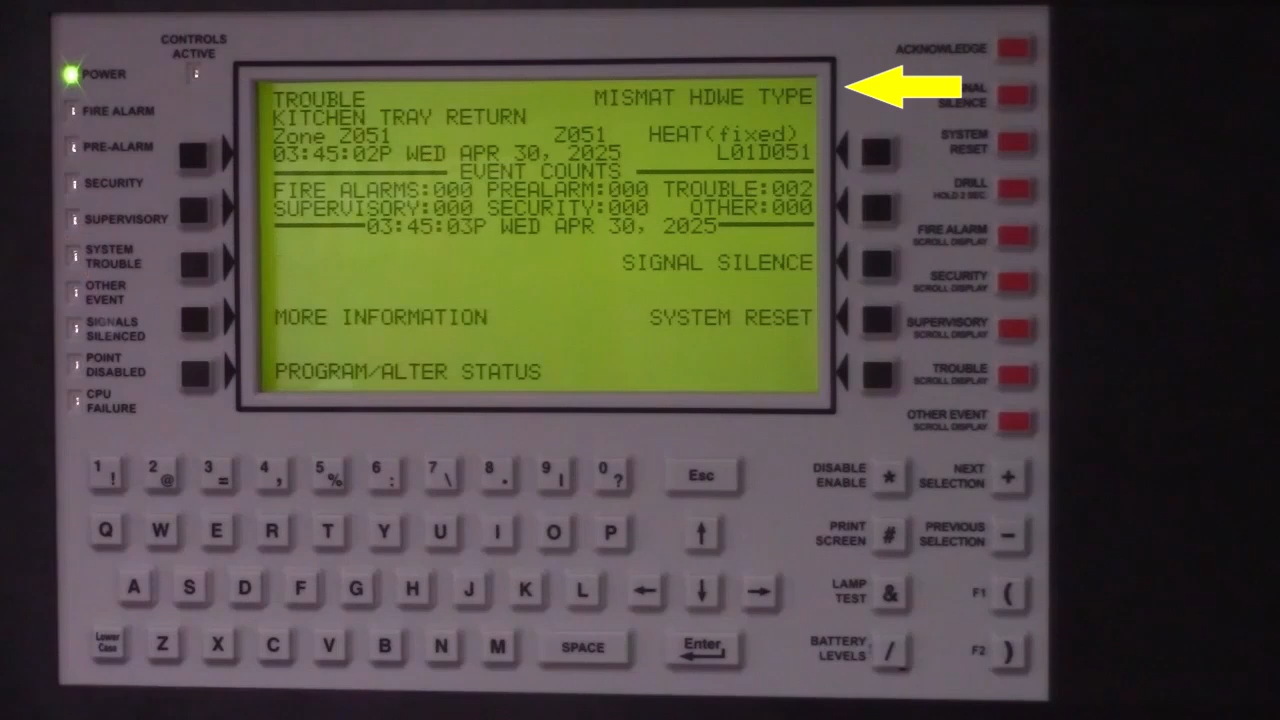 CONTROLS
ACTIVE
POWER
FIRE ALARM
PRE-ALARM
SECURITY
SUPERVISORY
SYSTEM
TROUBLE
OTHER
EVENT
SIGNALS
SILENCED
POINT
DISABLED
CPU
FAILURE
TROUBLE MISMAT HDWE TYPE
KITCHEN TRAY RETURN
Zone Z051 Z051 HEAT(fixed)
03:45:02P WED APR 30, 2025 L01D051
EVENT COUNTS
FIRE ALARMS:000 PREALARM:000 TROUBLE:002
SUPERVISORY:000 SECURITY:000 OTHER:000
03:45:03P WED APR 30, 2025
SIGNAL SILENCE
MORE INFORMATION SYSTEM RESET
PROGRAM/ALTER STATUS
ACKNOWLEDGE
SILENCE
SYSTEM
RESET
DRILL
HOLD 2 SEC.
FIRE ALARM
SCROLL DISPLAY
SECURITY
SCROLL DISPLAY
SUPERVISORY
SCROLL DISPLAY
TROUBLE
SCROLL DISPLAY
OTHER EVENT
SCROLL DISPLAY
1 ! 2 @ 3 = 4 , 5 % 6 : 7 \ 8 . 9 | 0 ? Esc
Q W E R T Y U I O P ↑
A S D F G H J K L ← ↓ →
Lower
Case
Z X C V B N M SPACE Enter
DISABLE
ENABLE
*
NEXT
SELECTION
+
PRINT
SCREEN
#
PREVIOUS
SELECTION
−
LAMP
TEST
&
F1 (
BATTERY
LEVELS
/
F2 )